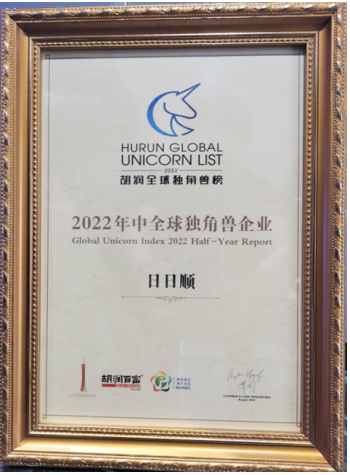 HURUN GLOBAL
UNICORN LIST
2022
胡润全球独角兽榜
2022年中全球独角兽企业
Global Unicorn Index 2022 Half-Year Report
日日顺
胡润百富